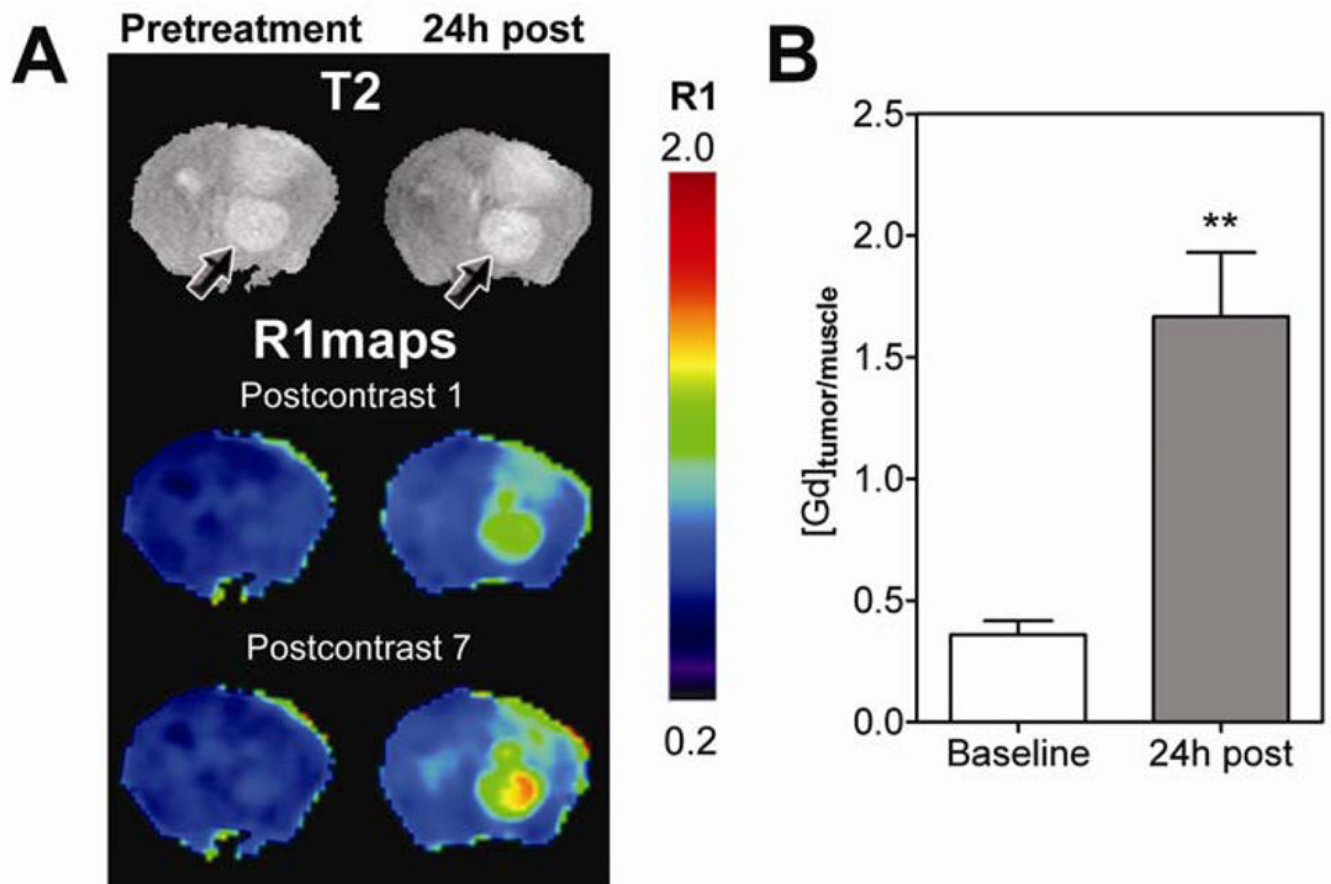 A
Pretreatment 24h post
T2
R1maps
Postcontrast 1
Postcontrast 7
R1
2.0
0.2
B
[Gd]tumor/muscle
2.5
2.0
1.5
1.0
0.5
0.0
**
Baseline 24h post